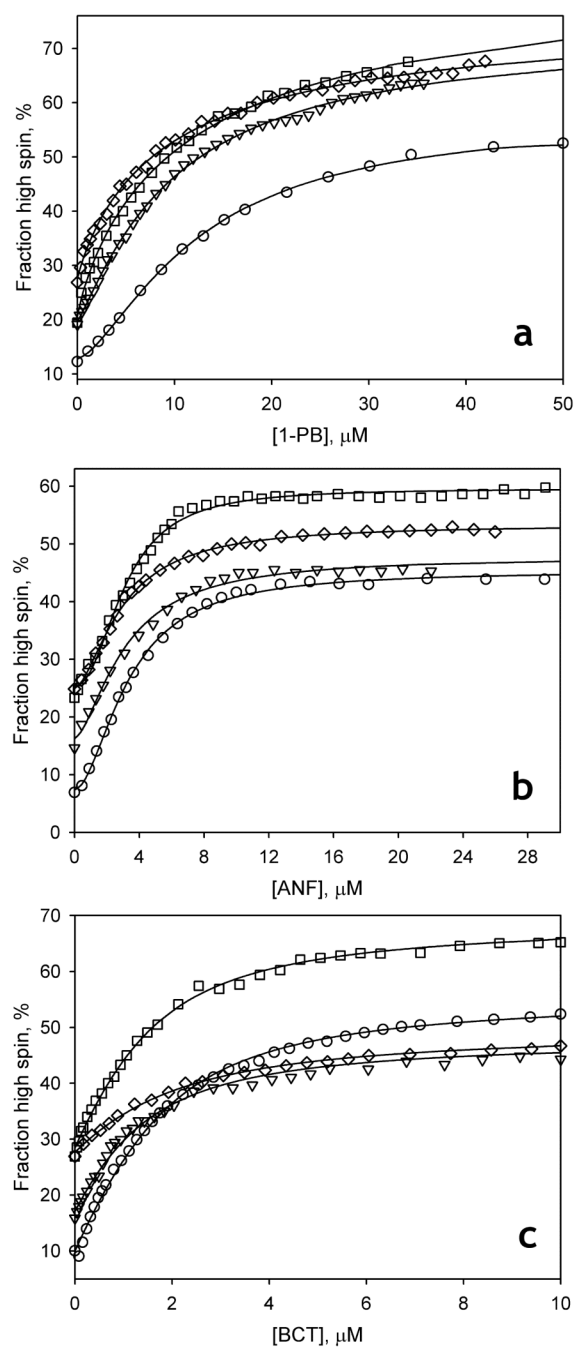 Fraction high spin, %
70
60
50
40
30
20
10
0 10 20 30 40 50
[1-PB], μM
a
Fraction high spin, %
60
50
40
30
20
10
0
0 4 8 12 16 20 24 28
[ANF], μM
b
Fraction high spin, %
70
60
50
40
30
20
10
0 2 4 6 8 10
[BCT], μM
c